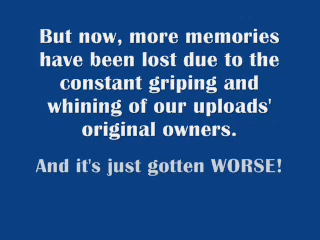 But now, more memories
have been lost due to the
constant griping and
whining of our uploads'
original owners.
And it's just gotten WORSE!